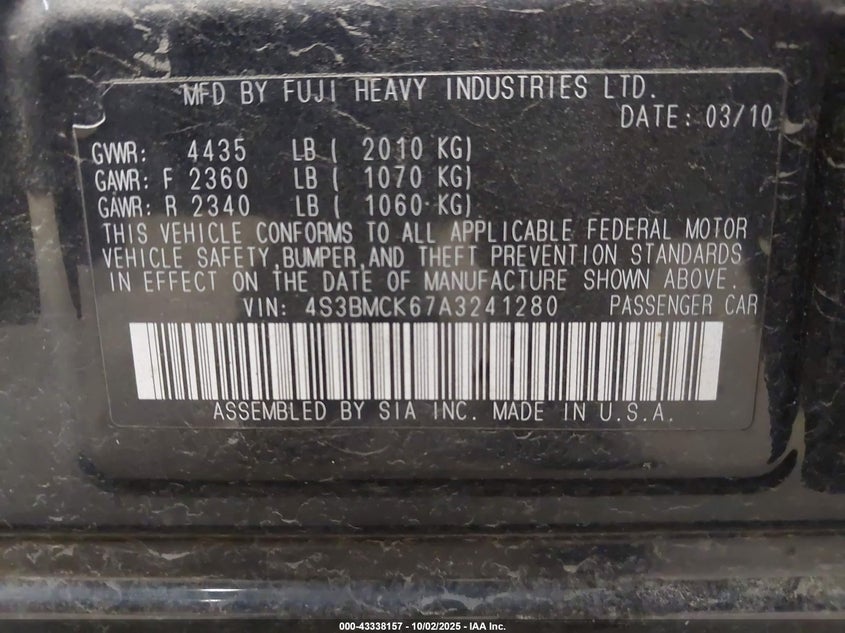 MFD BY FUJI HEAVY INDUSTRIES LTD.
DATE: 03/10
GVWR: 4435 LB ( 2010 KG)
GAWR: F 2360 LB ( 1070 KG)
GAWR: R 2340 LB ( 1060 KG)
THIS VEHICLE CONFORMS TO ALL APPLICABLE FEDERAL MOTOR
VEHICLE SAFETY,BUMPER,AND THEFT PREVENTION STANDARDS
IN EFFECT ON THE DATE OF MANUFACTURE SHOWN ABOVE.
VIN: 4S3BMCK67A3241280 PASSENGER CAR
ASSEMBLED BY SIA INC. MADE IN U.S.A.
000-43338157 - 10/02/2025 - IAA Inc.